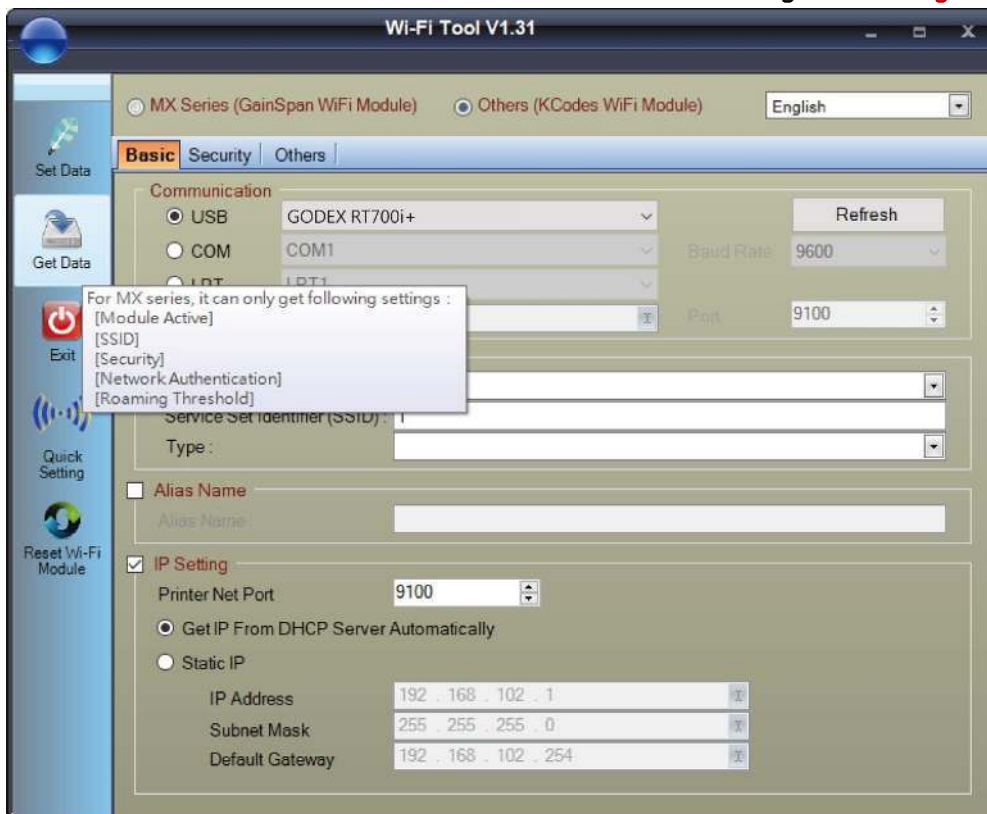 Wi-Fi Tool V1.31
MX Series (GainSpan WiFi Module) Others (KCodes WiFi Module) English
Basic Security Others
Set Data
Communication
USB GODEX RT700i+ Refresh
COM COM1 Baud Rate 9600
Get Data
LPT LPT1
For MX series, it can only get following settings :
[Module Active]
[SSID]
[Security]
[Network Authentication]
[Roaming Threshold]
Port 9100
Exit
Service Set Identifier (SSID) :
Type :
Quick
Setting
Alias Name
Alias Name
Reset Wi-Fi
Module
IP Setting
Printer Net Port 9100
Get IP From DHCP Server Automatically
Static IP
IP Address 192 . 168 . 102 . 1
Subnet Mask 255 . 255 . 255 . 0
Default Gateway 192 . 168 . 102 . 254